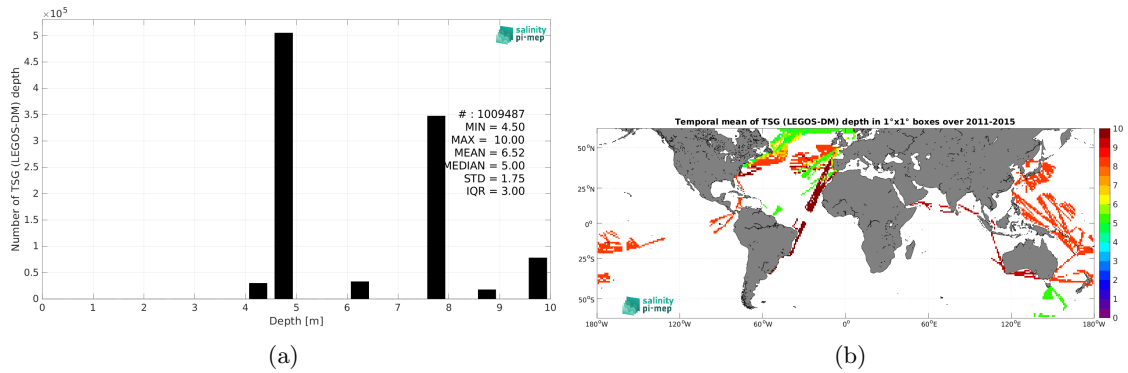 ×10⁵
salinity
pi-mep
5
4.5
4
3.5
3
2.5
2
1.5
1
0.5
0
Number of TSG (LEGOS-DM) depth
# : 1009487
MIN = 4.50
MAX = 10.00
MEAN = 6.52
MEDIAN = 5.00
STD = 1.75
IQR = 3.00
0 1 2 3 4 5 6 7 8 9 10
Depth [m]
(a)
Temporal mean of TSG (LEGOS-DM) depth in 1°x1° boxes over 2011-2015
50°N
25°N
0°
25°S
50°S
180°W 120°W 60°W 0° 60°W 120°W 180°W
10
9
8
7
6
5
4
3
2
1
0
salinity
pi-mep
(b)